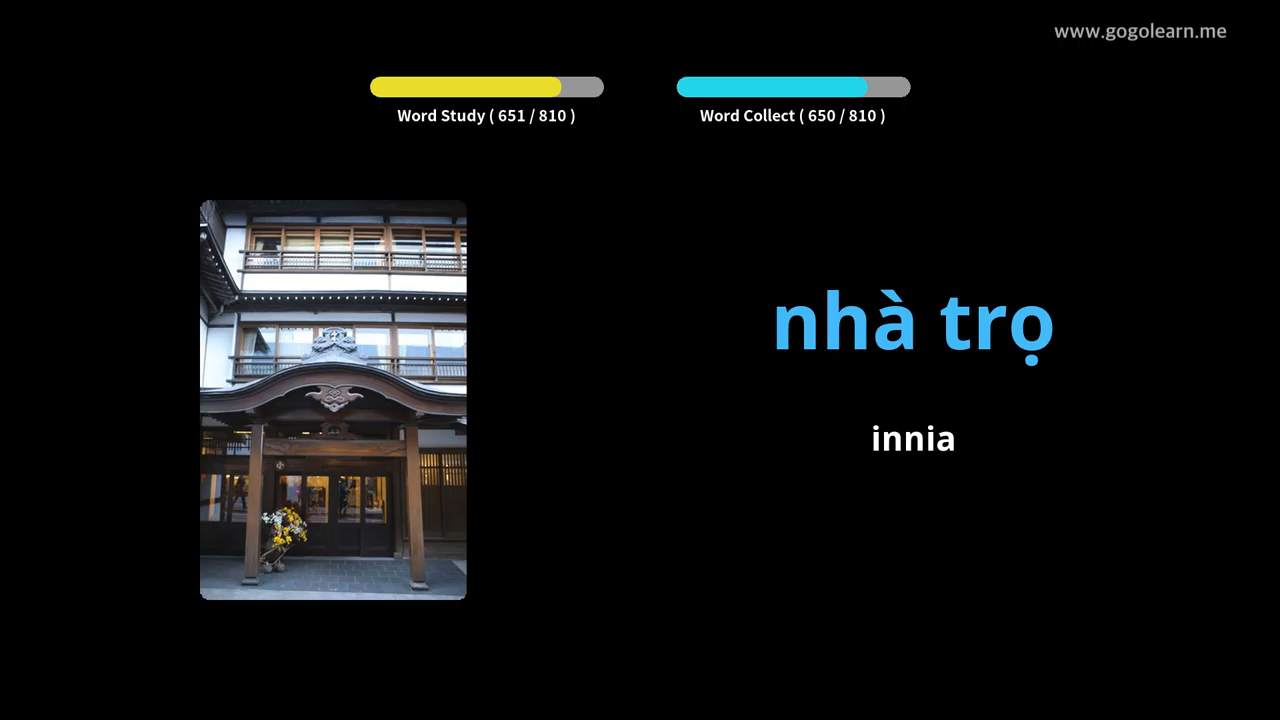 www.gogolearn.me
Word Study ( 651 / 810 )
Word Collect ( 650 / 810 )
nhà trọ
innia